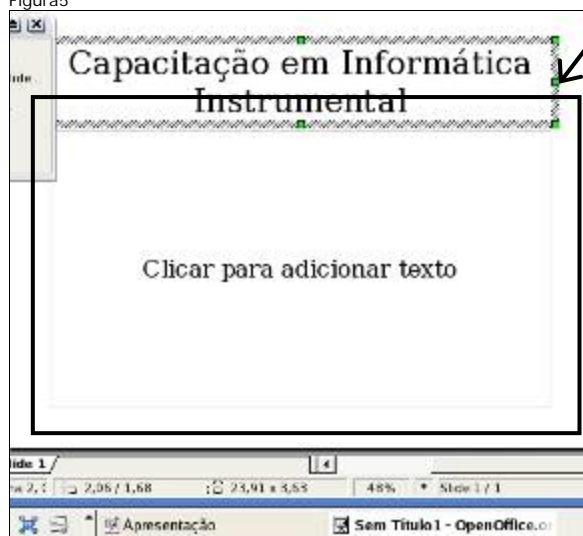 Figura5
Capacitação em Informática
Instrumental
Clicar para adicionar texto
lide 1
2,06 / 1,68 23,91 x 3,63 48% * Slide 1 / 1
Apresentação Sem Título1 - OpenOffice.o